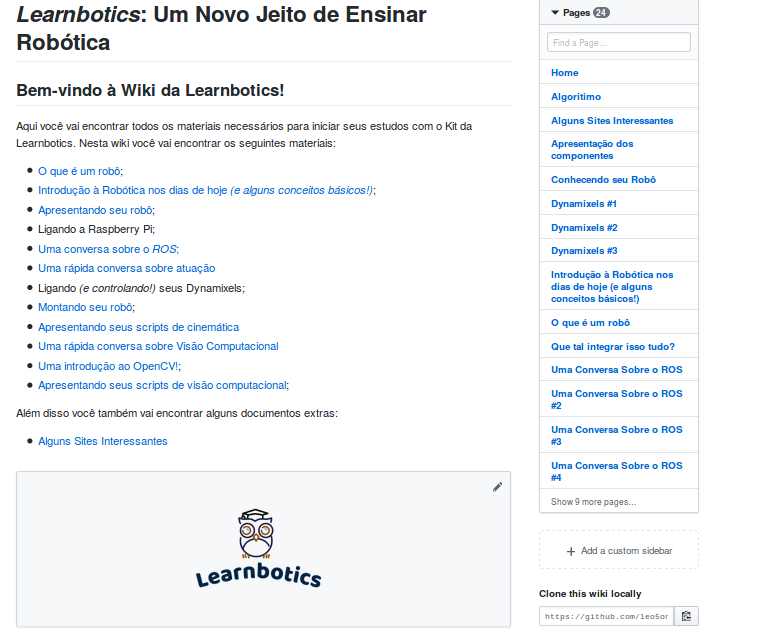 Learnbotics: Um Novo Jeito de Ensinar
Robótica
Bem-vindo à Wiki da Learnbotics!
Aqui você vai encontrar todos os materiais necessários para iniciar seus estudos com o Kit da
Learnbotics. Nesta wiki você vai encontrar os seguintes materiais:
O que é um robô;
Introdução à Robótica nos dias de hoje (e alguns conceitos básicos!);
Apresentando seu robô;
Ligando a Raspberry Pi;
Uma conversa sobre o ROS;
Uma rápida conversa sobre atuação
Ligando (e controlando!) seus Dynamixels;
Montando seu robô;
Apresentando seus scripts de cinemática
Uma rápida conversa sobre Visão Computacional
Uma introdução ao OpenCV!;
Apresentando seus scripts de visão computacional;
Além disso você também vai encontrar alguns documentos extras:
Alguns Sites Interessantes
Learnbotics
Pages 24
Find a Page…
Home
Algoritimo
Alguns Sites Interessantes
Apresentação dos
componentes
Conhecendo seu Robô
Dynamixels #1
Dynamixels #2
Dynamixels #3
Introdução à Robótica nos
dias de hoje (e alguns
conceitos básicos!)
O que é um robô
Que tal integrar isso tudo?
Uma Conversa Sobre o ROS
Uma Conversa Sobre o ROS
#2
Uma Conversa Sobre o ROS
#3
Uma Conversa Sobre o ROS
#4
Show 9 more pages…
Add a custom sidebar
Clone this wiki locally
https://github.com/leo5or